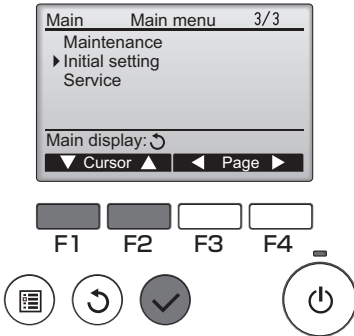 Main Main menu 3/3
Maintenance
Initial setting
Service
Main display:
Cursor Page
F1 F2 F3 F4